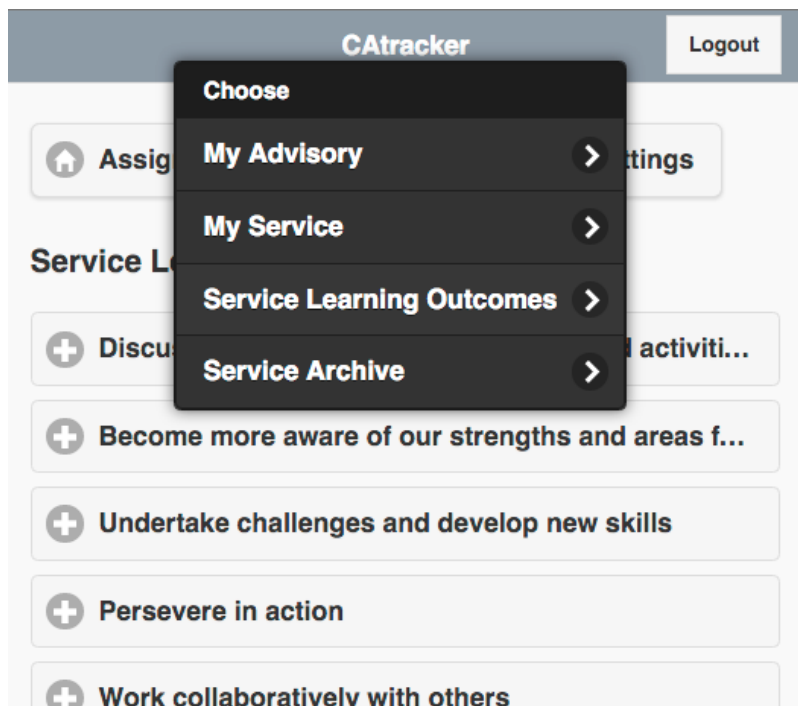 CAtracker
Logout
Choose
My Advisory
My Service
Service Learning Outcomes
Service Archive
Assig
ttings
Service L
Discu
activiti...
Become more aware of our strengths and areas f...
Undertake challenges and develop new skills
Persevere in action
Work collaboratively with others